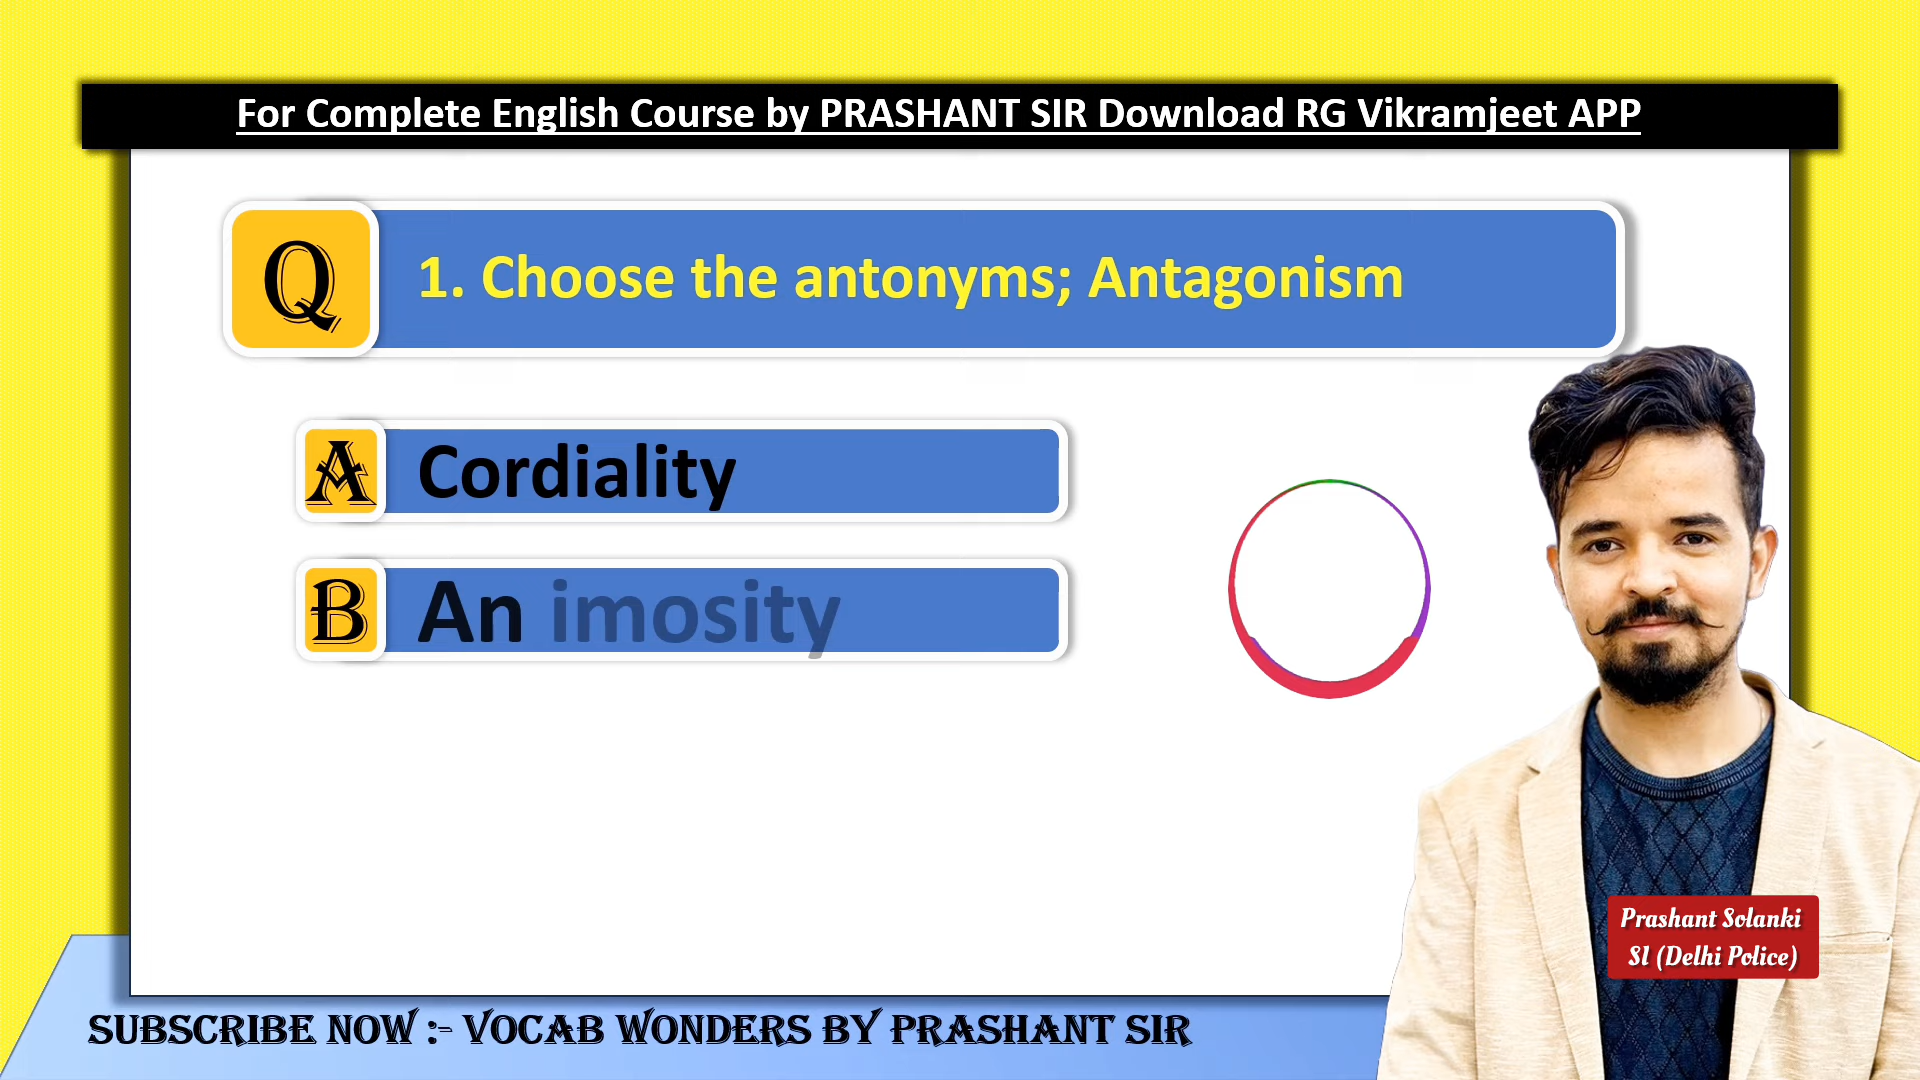 For Complete English Course by PRASHANT SIR Download RG Vikramjeet APP
Q
1. Choose the antonyms; Antagonism
A Cordiality
B An imosity
Prashant Solanki
SI (Delhi Police)
SUBSCRIBE NOW :- VOCAB WONDERS BY PRASHANT SIR